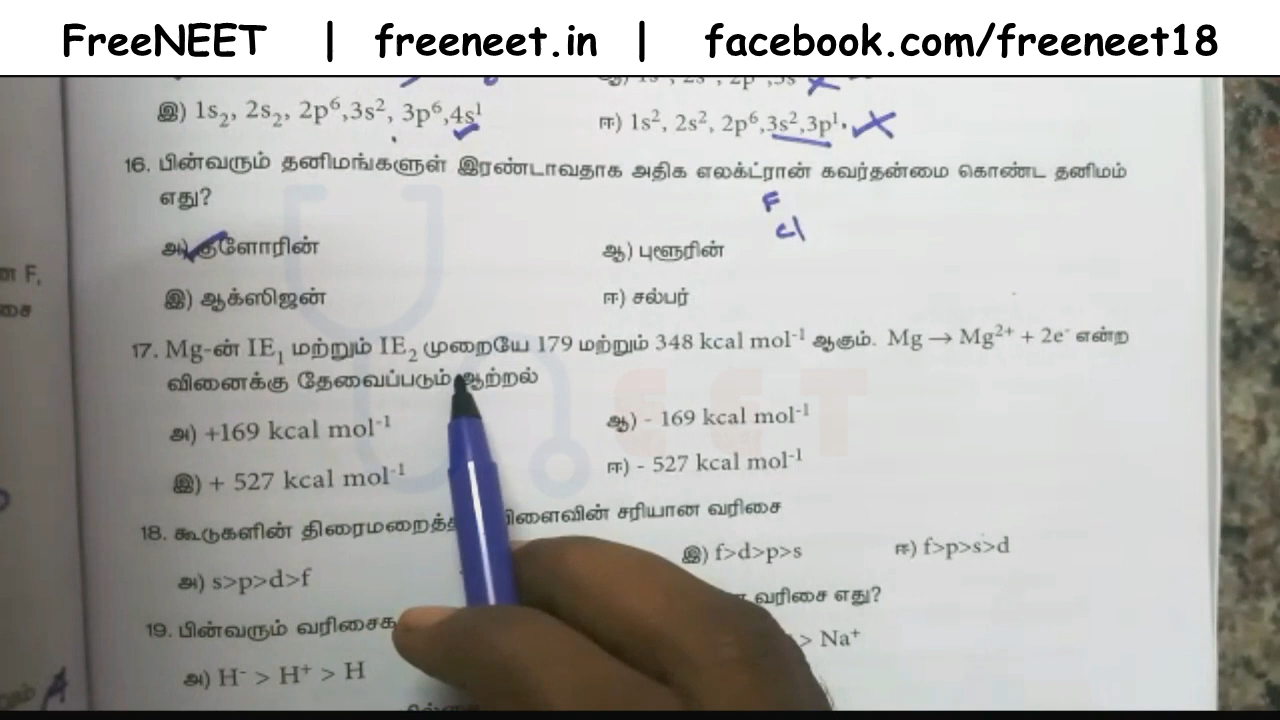 FreeNEET | freeneet.in | facebook.com/freeneet18
இ) 1s₂, 2s₂, 2p⁶,3s², 3p⁶,4s¹ ஈ) 1s², 2s², 2p⁶,3s²,3p¹.
16. பின்வரும் தனிமங்களுள் இரண்டாவதாக அதிக எலக்ட்ரான் கவர்தன்மை கொண்ட தனிமம்
எது?
F
Cl
அ) குளோரின் ஆ) புளூரின்
இ) ஆக்ஸிஜன் ஈ) சல்பர்
17. Mg-ன் IE₁ மற்றும் IE₂ முறையே 179 மற்றும் 348 kcal mol⁻¹ ஆகும். Mg → Mg²⁺ + 2e⁻ என்ற
வினைக்கு தேவைப்படும் ஆற்றல்
அ) +169 kcal mol⁻¹ ஆ) - 169 kcal mol⁻¹
இ) + 527 kcal mol⁻¹ ஈ) - 527 kcal mol⁻¹
18. கூடுகளின் சரியான வரிசை
அ) s>p>d>f இ) f>d>p>s ஈ) f>p>s>d
19. பின்வரும் வரிசை எது?
அ) H⁻ > H⁺ > H > Na⁺